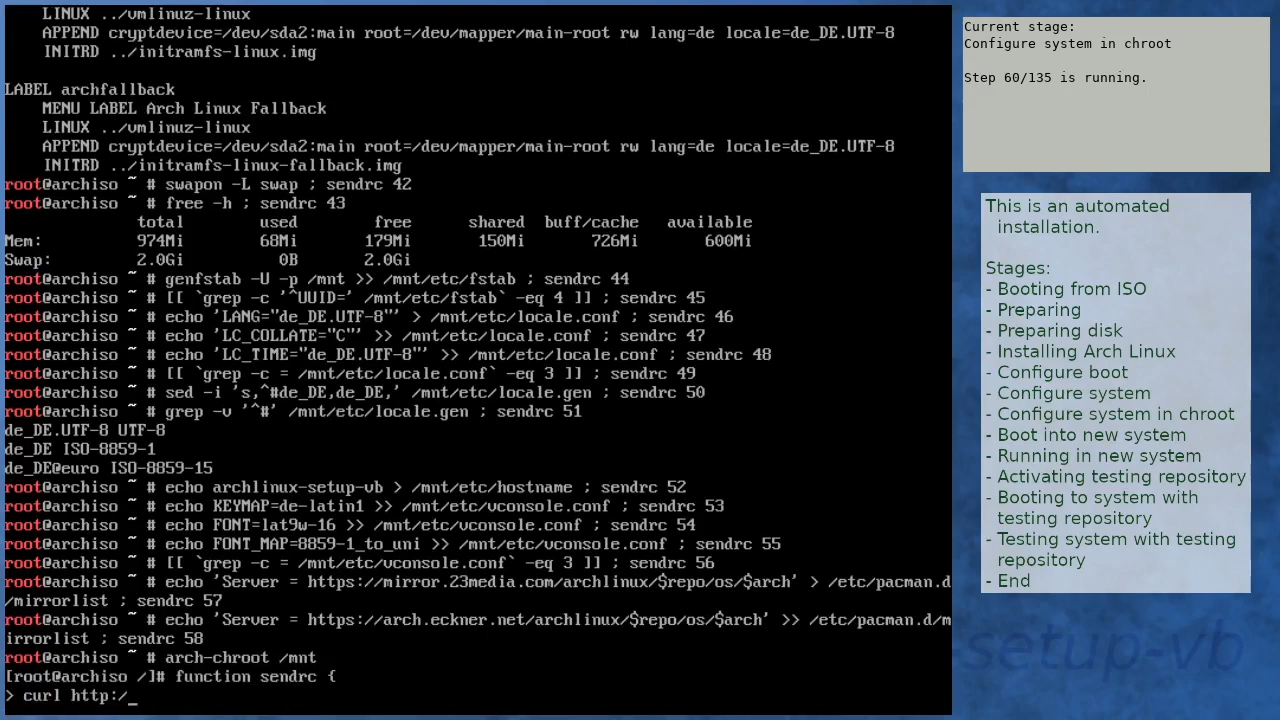 LINUX ../vmlinuz-linux
APPEND cryptdevice=/dev/sda2:main root=/dev/mapper/main-root rw lang=de locale=de_DE.UTF-8
INITRD ../initramfs-linux.img
LABEL archfallback
MENU LABEL Arch Linux Fallback
LINUX ../vmlinuz-linux
APPEND cryptdevice=/dev/sda2:main root=/dev/mapper/main-root rw lang=de locale=de_DE.UTF-8
INITRD ../initramfs-linux-fallback.img
root@archiso ~ # swapon -L swap ; sendrc 42
root@archiso ~ # free -h ; sendrc 43
total used free shared buff/cache available
Mem: 974Mi 68Mi 179Mi 150Mi 726Mi 600Mi
Swap: 2.0Gi 0B 2.0Gi
root@archiso ~ # genfstab -U -p /mnt >> /mnt/etc/fstab ; sendrc 44
root@archiso ~ # [[ `grep -c '^UUID=' /mnt/etc/fstab` -eq 4 ]] ; sendrc 45
root@archiso ~ # echo 'LANG="de_DE.UTF-8"' > /mnt/etc/locale.conf ; sendrc 46
root@archiso ~ # echo 'LC_COLLATE="C"' >> /mnt/etc/locale.conf ; sendrc 47
root@archiso ~ # echo 'LC_TIME="de_DE.UTF-8"' >> /mnt/etc/locale.conf ; sendrc 48
root@archiso ~ # [[ `grep -c = /mnt/etc/locale.conf` -eq 3 ]] ; sendrc 49
root@archiso ~ # sed -i 's,^#de_DE,de_DE,' /mnt/etc/locale.gen ; sendrc 50
root@archiso ~ # grep -v '^#' /mnt/etc/locale.gen ; sendrc 51
de_DE.UTF-8 UTF-8
de_DE ISO-8859-1
de_DE@euro ISO-8859-15
root@archiso ~ # echo archlinux-setup-vb > /mnt/etc/hostname ; sendrc 52
root@archiso ~ # echo KEYMAP=de-latin1 >> /mnt/etc/vconsole.conf ; sendrc 53
root@archiso ~ # echo FONT=lat9w-16 >> /mnt/etc/vconsole.conf ; sendrc 54
root@archiso ~ # echo FONT_MAP=8859-1_to_uni >> /mnt/etc/vconsole.conf ; sendrc 55
root@archiso ~ # [[ `grep -c = /mnt/etc/vconsole.conf` -eq 3 ]] ; sendrc 56
root@archiso ~ # echo 'Server = https://mirror.23media.com/archlinux/$repo/os/$arch' > /etc/pacman.d
/mirrorlist ; sendrc 57
root@archiso ~ # echo 'Server = https://arch.eckner.net/archlinux/$repo/os/$arch' >> /etc/pacman.d/m
irrorlist ; sendrc 58
root@archiso ~ # arch-chroot /mnt
[root@archiso /]# function sendrc {
> curl http:/_
Current stage:
Configure system in chroot
Step 60/135 is running.
This is an automated
installation.
Stages:
- Booting from ISO
- Preparing
- Preparing disk
- Installing Arch Linux
- Configure boot
- Configure system
- Configure system in chroot
- Boot into new system
- Running in new system
- Activating testing repository
- Booting to system with
testing repository
- Testing system with testing
repository
- End
-setup-vb